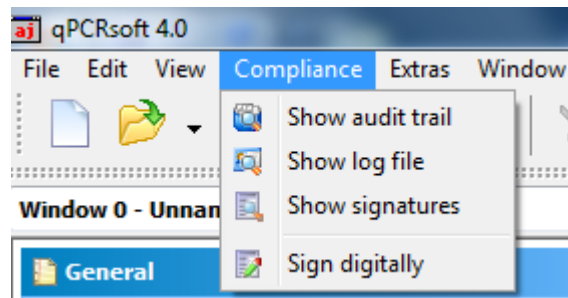 aj qPCRsoft 4.0
File Edit View Compliance Extras Window
Show audit trail
Show log file
Window 0 - Unnan
Show signatures
General
Sign digitally